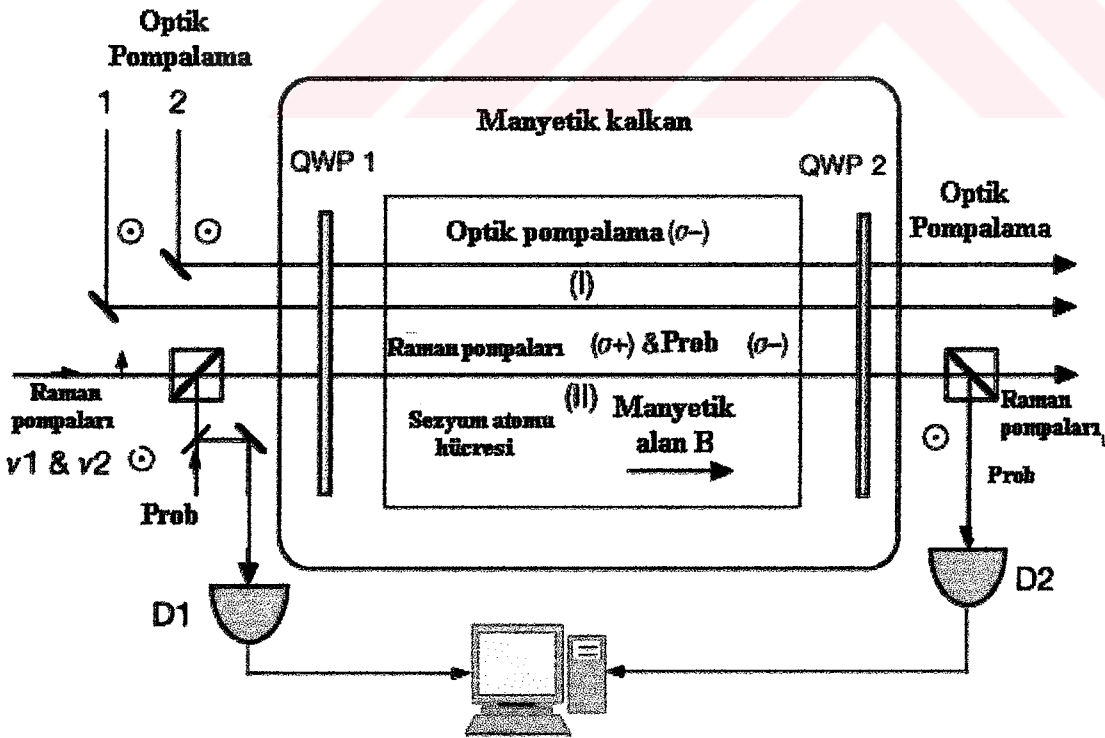 Optik
Pompalama
1 2
Manyetik kalkan
QWP 1
QWP 2
Optik
Pompalama
Optik pompalama (σ−)
(I)
Raman pompaları (σ+) &Prob (σ−)
(II)
Raman
pompaları
ν1 & ν2
Sezyum atomu
hücresi
Manyetik
alan B
Raman
pompaları
Prob
Prob
D1
D2